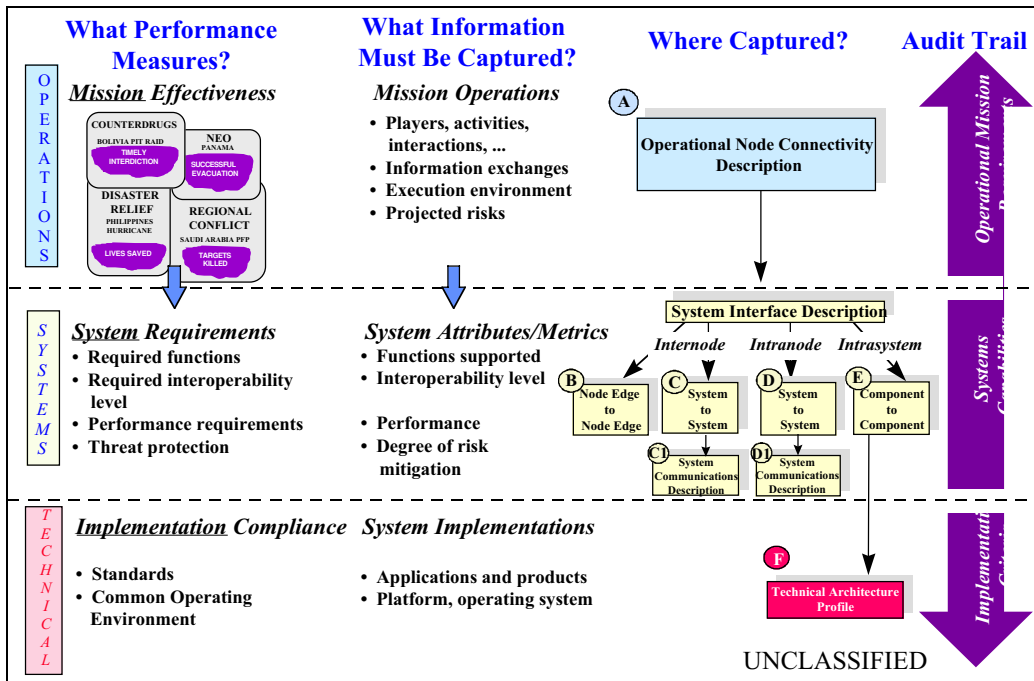 What Performance
Measures?
What Information
Must Be Captured?
Where Captured?
Audit Trail
OPERATIONS
Mission Effectiveness
COUNTERDRUGS
BOLIVIA PIT RAID
TIMELY
INTERDICTION
NEO
PANAMA
SUCCESSFUL
EVACUATION
DISASTER
RELIEF
PHILIPPINES
HURRICANE
LIVES SAVED
REGIONAL
CONFLICT
SAUDI ARABIA PFP
TARGETS
KILLED
Mission Operations
• Players, activities,
interactions, ...
• Information exchanges
• Execution environment
• Projected risks
A
Operational Node Connectivity
Description
Operational Mission
SYSTEMS
System Requirements
• Required functions
• Required interoperability
level
• Performance requirements
• Threat protection
System Attributes/Metrics
• Functions supported
• Interoperability level
• Performance
• Degree of risk
mitigation
System Interface Description
Internode
Intranode
Intrasystem
B
Node Edge
to
Node Edge
C
System
to
System
D
System
to
System
E
Component
to
Component
C1
System
Communications
Description
D1
System
Communications
Description
Systems
TECHNICAL
Implementation Compliance
• Standards
• Common Operating
Environment
System Implementations
• Applications and products
• Platform, operating system
F
Technical Architecture
Profile
UNCLASSIFIED